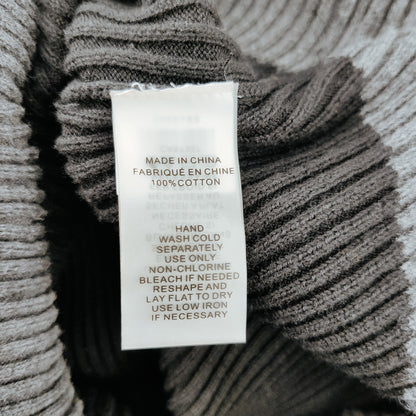 MADE IN CHINA
FABRIQUÉ EN CHINE
100%COTTON
HAND
WASH COLD
SEPARATELY
USE ONLY
NON-CHLORINE
BLEACH IF NEEDED
RESHAPE AND
LAY FLAT TO DRY
USE LOW IRON
IF NECESSARY